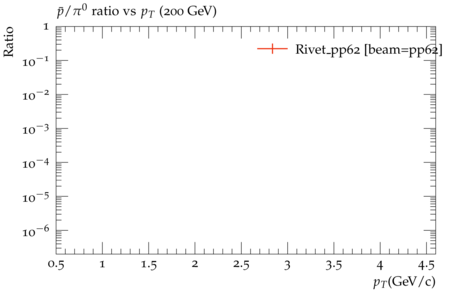 p̄/π⁰ ratio vs p_T (200 GeV)
Ratio
1
10⁻¹
10⁻²
10⁻³
10⁻⁴
10⁻⁵
10⁻⁶
Rivet_pp62 [beam=pp62]
0.5 1 1.5 2 2.5 3 3.5 4 4.5
p_T(GeV/c)